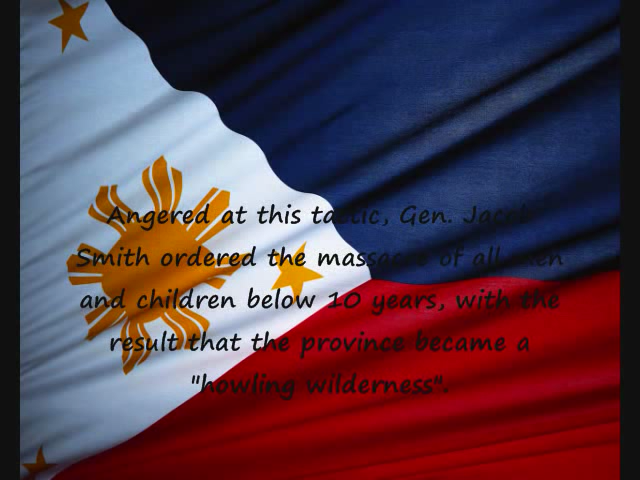 Angered at this tactic, Gen. Jacob
Smith ordered the massacre of all men
and children below 10 years, with the
result that the province became a
"howling wilderness".